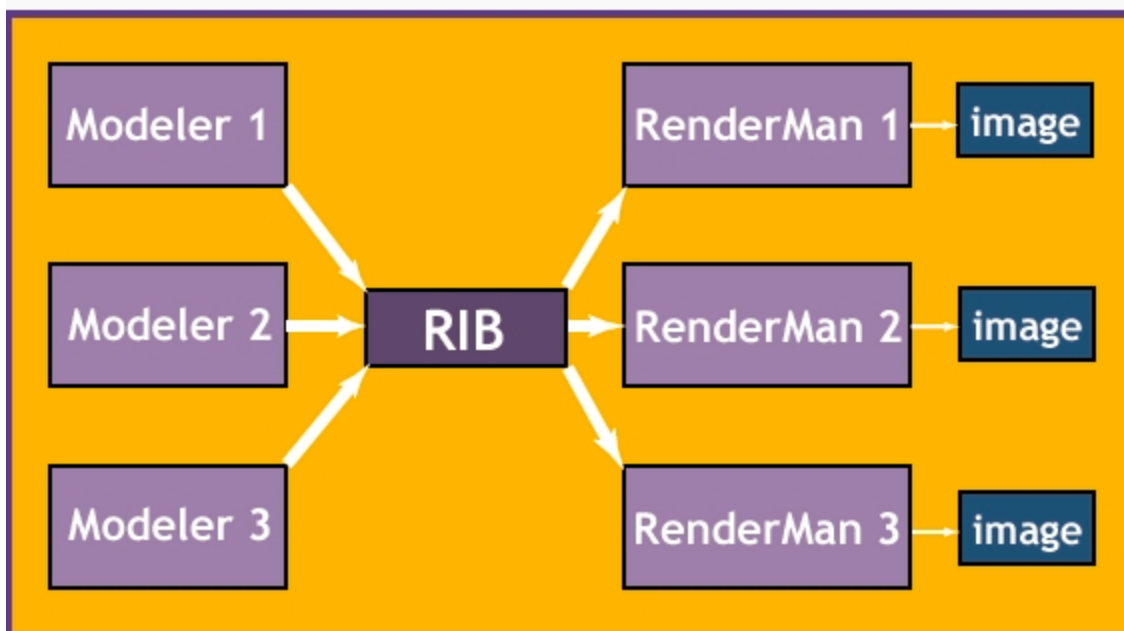 Modeler 1
RenderMan 1
image
Modeler 2
RIB
RenderMan 2
image
Modeler 3
RenderMan 3
image